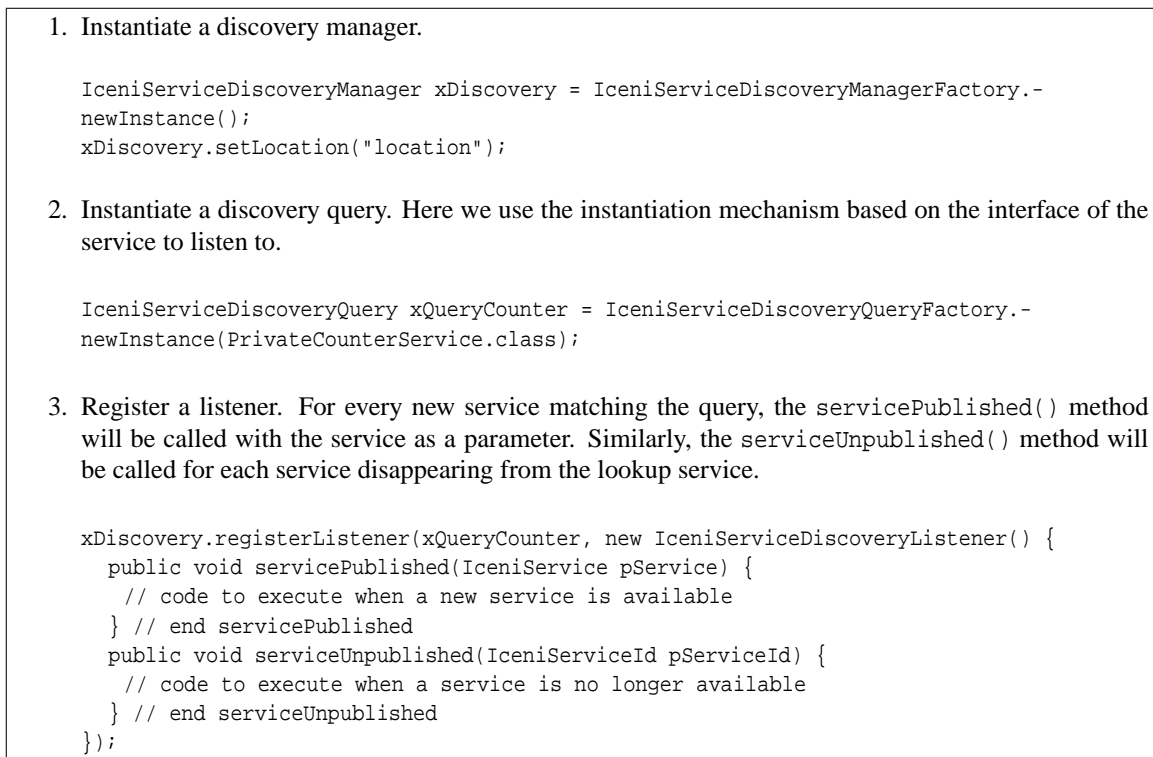 1. Instantiate a discovery manager.
IceniServiceDiscoveryManager xDiscovery = IceniServiceDiscoveryManagerFactory.-
newInstance();
xDiscovery.setLocation("location");
2. Instantiate a discovery query. Here we use the instantiation mechanism based on the interface of the
service to listen to.
IceniServiceDiscoveryQuery xQueryCounter = IceniServiceDiscoveryQueryFactory.-
newInstance(PrivateCounterService.class);
3. Register a listener. For every new service matching the query, the servicePublished() method
will be called with the service as a parameter. Similarly, the serviceUnpublished() method will
be called for each service disappearing from the lookup service.
xDiscovery.registerListener(xQueryCounter, new IceniServiceDiscoveryListener() {
public void servicePublished(IceniService pService) {
// code to execute when a new service is available
} // end servicePublished
public void serviceUnpublished(IceniServiceId pServiceId) {
// code to execute when a service is no longer available
} // end serviceUnpublished
});